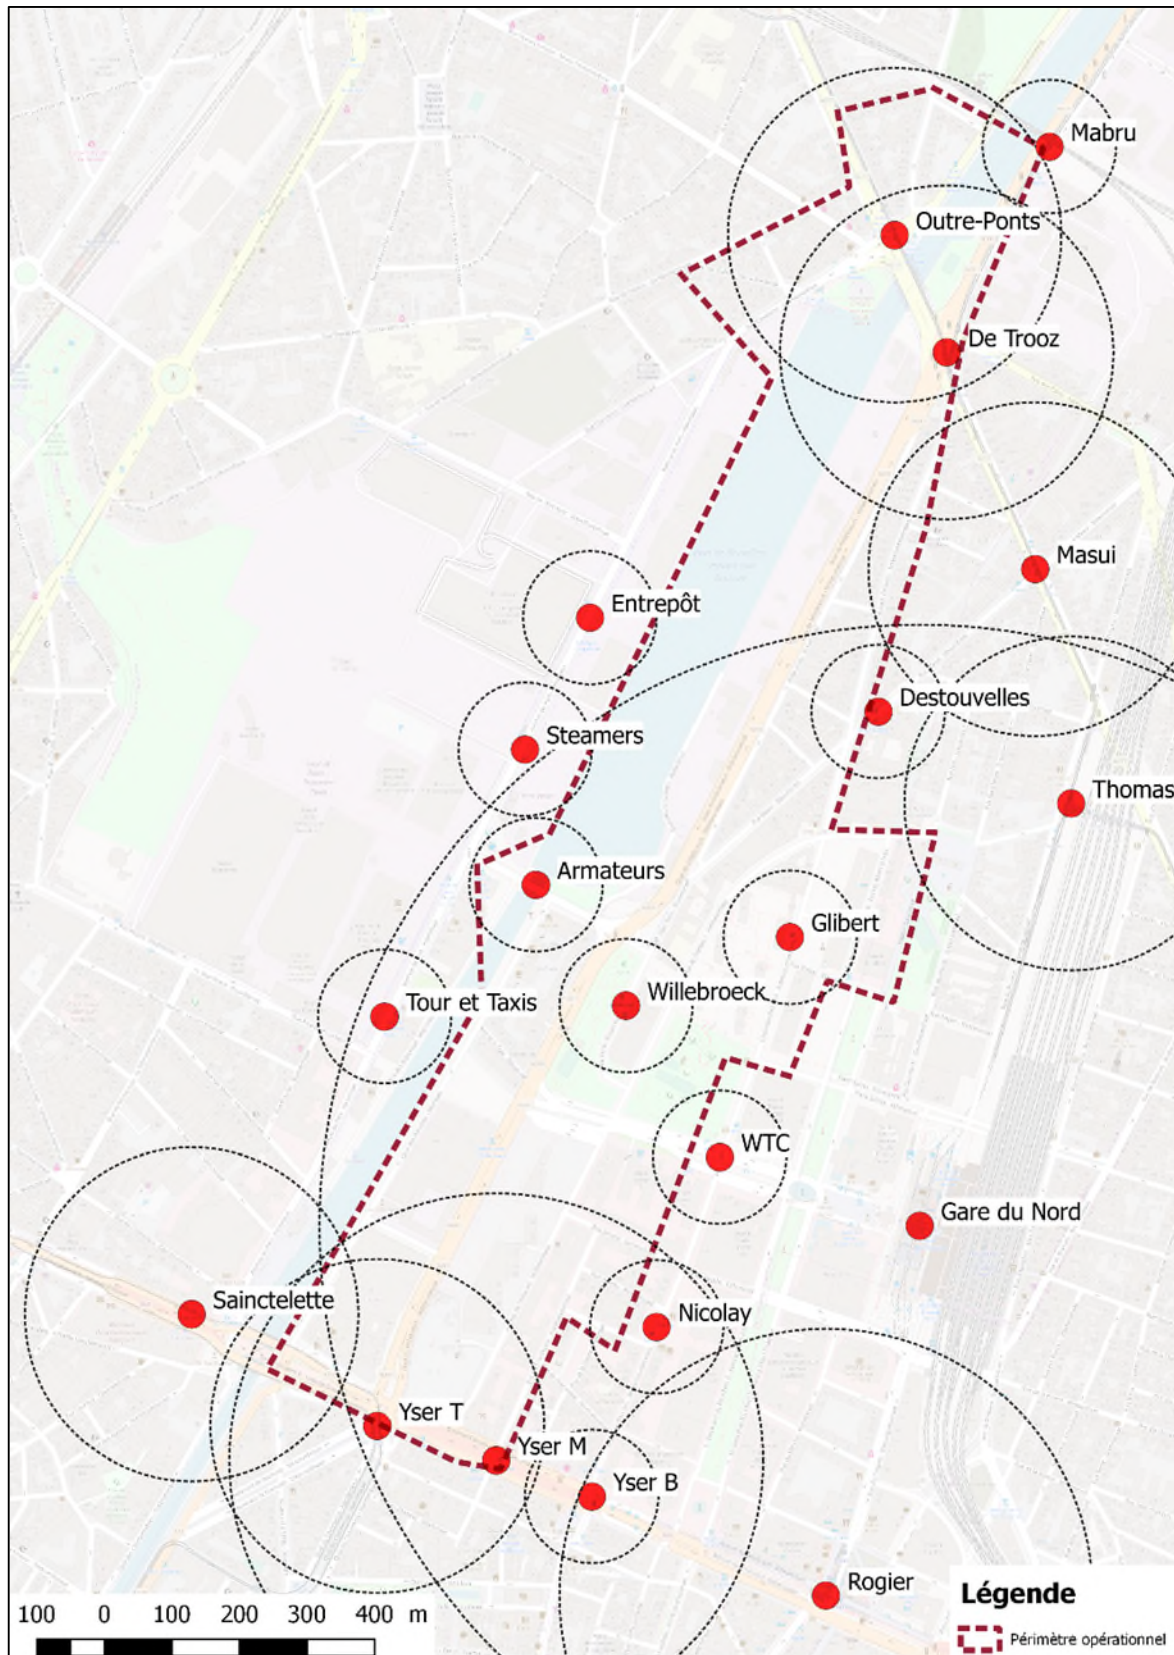 Mabru
Outre-Ponts
De Trooz
Masui
Entrepôt
Destouvelles
Steamers
Thomas
Armateurs
Glibert
Willebroeck
Tour et Taxis
WTC
Gare du Nord
Sainctelette
Nicolay
Yser T
Yser M
Yser B
Rogier
Légende
100 0 100 200 300 400 m
Périmètre opérationnel